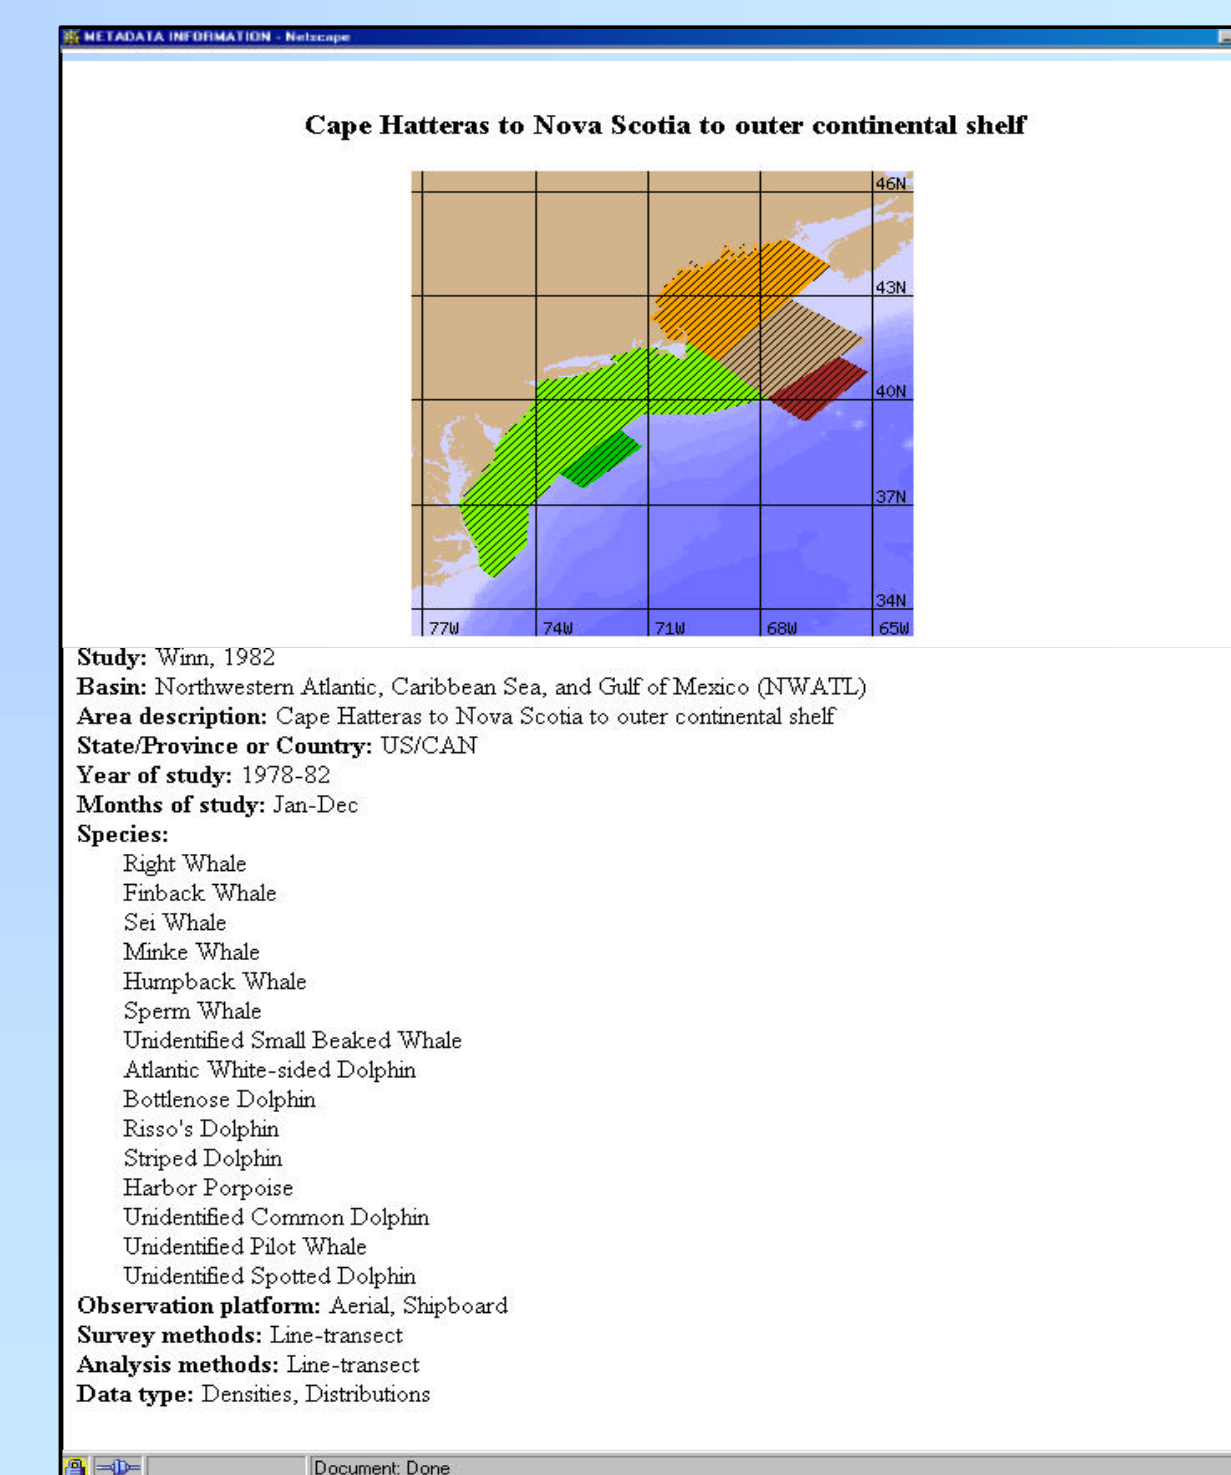 METADATA INFORMATION - Netscape
Cape Hatteras to Nova Scotia to outer continental shelf
46N
43N
40N
37N
34N
77W 74W 71W 68W 65W
Study: Winn, 1982
Basin: Northwestern Atlantic, Caribbean Sea, and Gulf of Mexico (NWATL)
Area description: Cape Hatteras to Nova Scotia to outer continental shelf
State/Province or Country: US/CAN
Year of study: 1978-82
Months of study: Jan-Dec
Species:
Right Whale
Finback Whale
Sei Whale
Minke Whale
Humpback Whale
Sperm Whale
Unidentified Small Beaked Whale
Atlantic White-sided Dolphin
Bottlenose Dolphin
Risso's Dolphin
Striped Dolphin
Harbor Porpoise
Unidentified Common Dolphin
Unidentified Pilot Whale
Unidentified Spotted Dolphin
Observation platform: Aerial, Shipboard
Survey methods: Line-transect
Analysis methods: Line-transect
Data type: Densities, Distributions
Document: Done